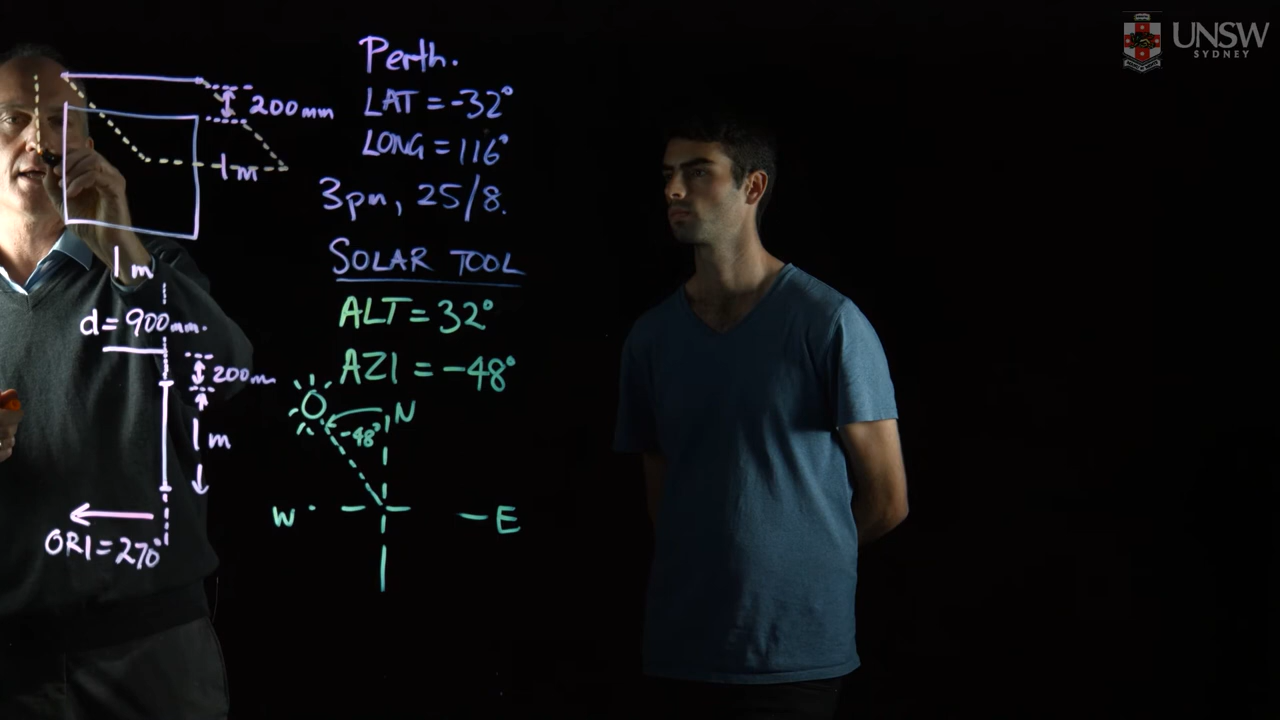 200mm
1m
1m
d=900mm.
200mm
1m
ORI=270°
Perth.
LAT=-32°
LONG=116°
3pm, 25/8.
SOLAR TOOL
ALT=32°
AZI=-48°
N
-48°
W
E
UNSW
SYDNEY